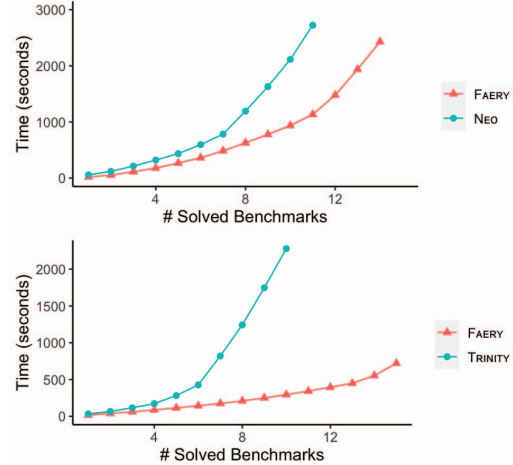 3000
2000
1000
0
Time (seconds)
4
8
12
# Solved Benchmarks
FAERY
NEO
2000
1500
1000
500
0
Time (seconds)
4
8
12
# Solved Benchmarks
FAERY
TRINITY